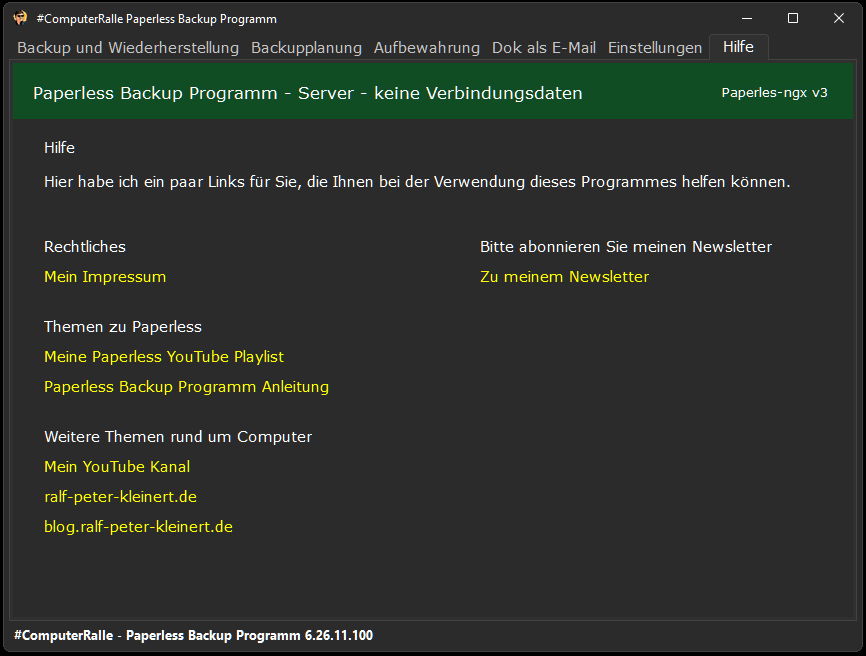 #ComputerRalle Paperless Backup Programm
Backup und Wiederherstellung Backupplanung Aufbewahrung Dok als E-Mail Einstellungen Hilfe
Paperless Backup Programm - Server - keine Verbindungsdaten Paperles-ngx v3
Hilfe
Hier habe ich ein paar Links für Sie, die Ihnen bei der Verwendung dieses Programmes helfen können.
Rechtliches
Mein Impressum
Bitte abonnieren Sie meinen Newsletter
Zu meinem Newsletter
Themen zu Paperless
Meine Paperless YouTube Playlist
Paperless Backup Programm Anleitung
Weitere Themen rund um Computer
Mein YouTube Kanal
ralf-peter-kleinert.de
blog.ralf-peter-kleinert.de
#ComputerRalle - Paperless Backup Programm 6.26.11.100